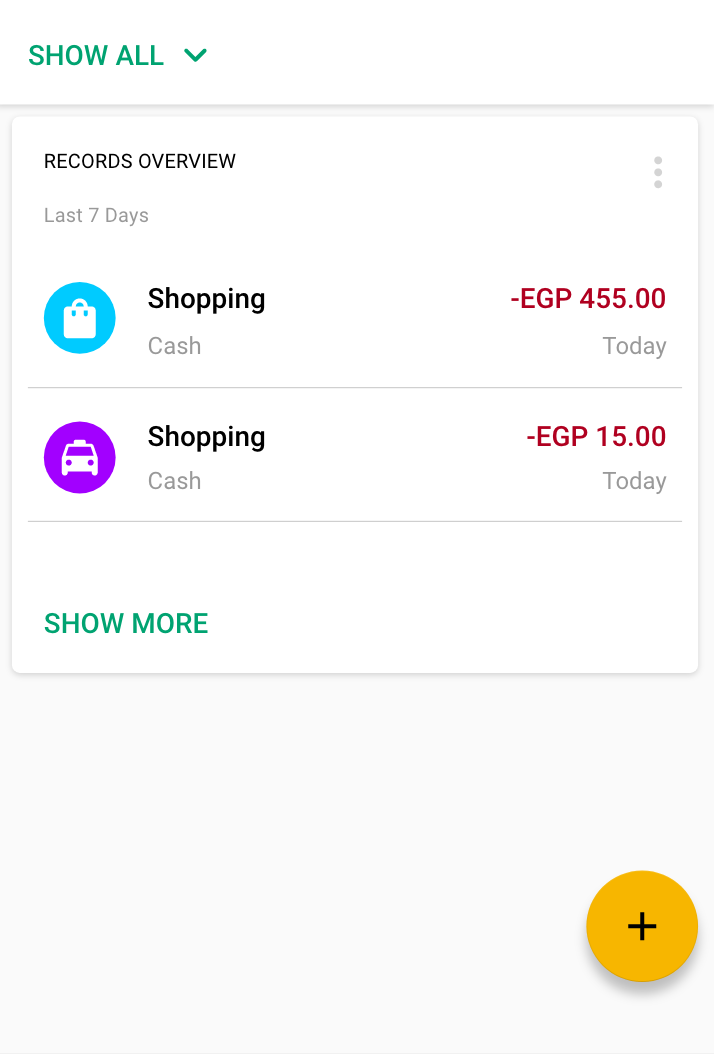 SHOW ALL
RECORDS OVERVIEW
Last 7 Days
Shopping -EGP 455.00
Cash Today
Shopping -EGP 15.00
Cash Today
SHOW MORE
+